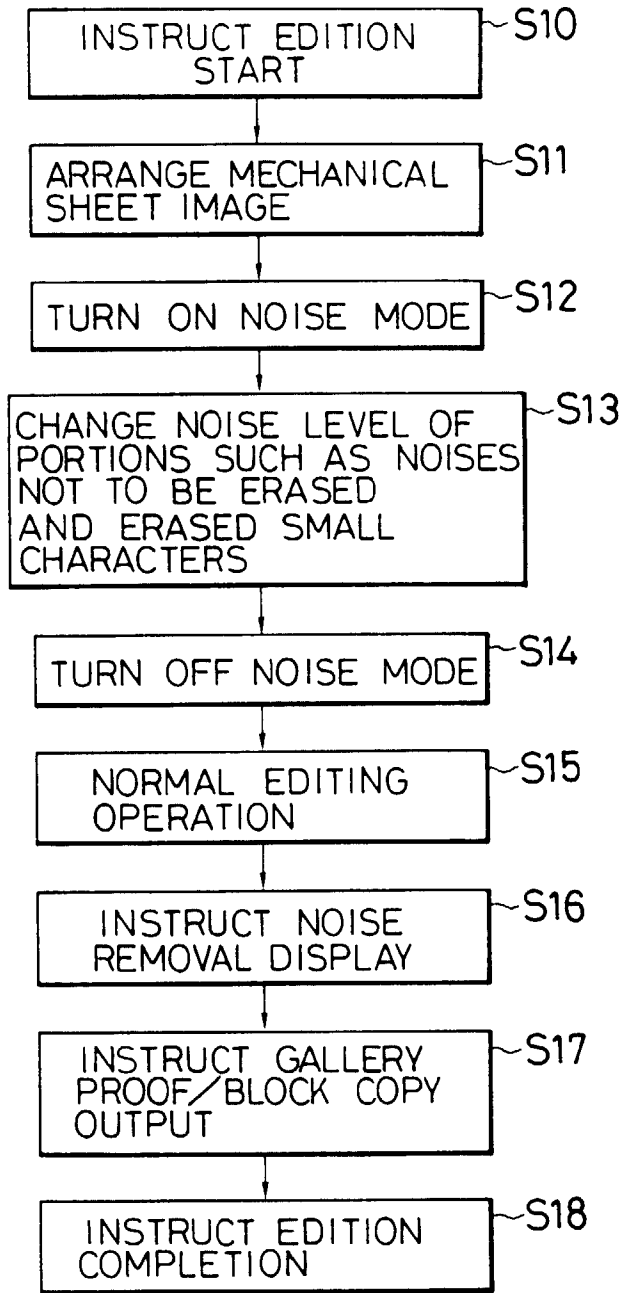 INSTRUCT EDITION
START
S10
ARRANGE MECHANICAL
SHEET IMAGE
S11
TURN ON NOISE MODE
S12
CHANGE NOISE LEVEL OF
PORTIONS SUCH AS NOISES
NOT TO BE ERASED
AND ERASED SMALL
CHARACTERS
S13
TURN OFF NOISE MODE
S14
NORMAL EDITING
OPERATION
S15
INSTRUCT NOISE
REMOVAL DISPLAY
S16
INSTRUCT GALLERY
PROOF/BLOCK COPY
OUTPUT
S17
INSTRUCT EDITION
COMPLETION
S18